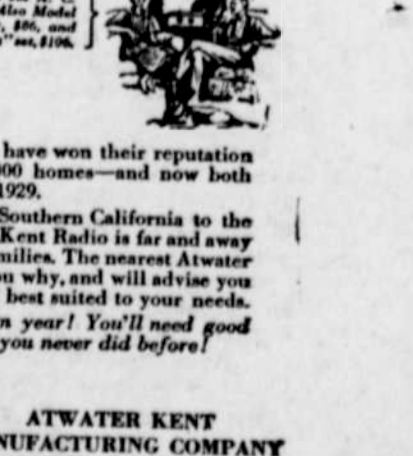 Also Model
, $86, and
" set, $106.
have won their reputation
000 homes—and now both
1929.
Southern California to the
Kent Radio is far and away
milies. The nearest Atwater
ou why, and will advise you
best suited to your needs.
n year! You'll need good
you never did before!
ATWATER KENT
NUFACTURING COMPANY